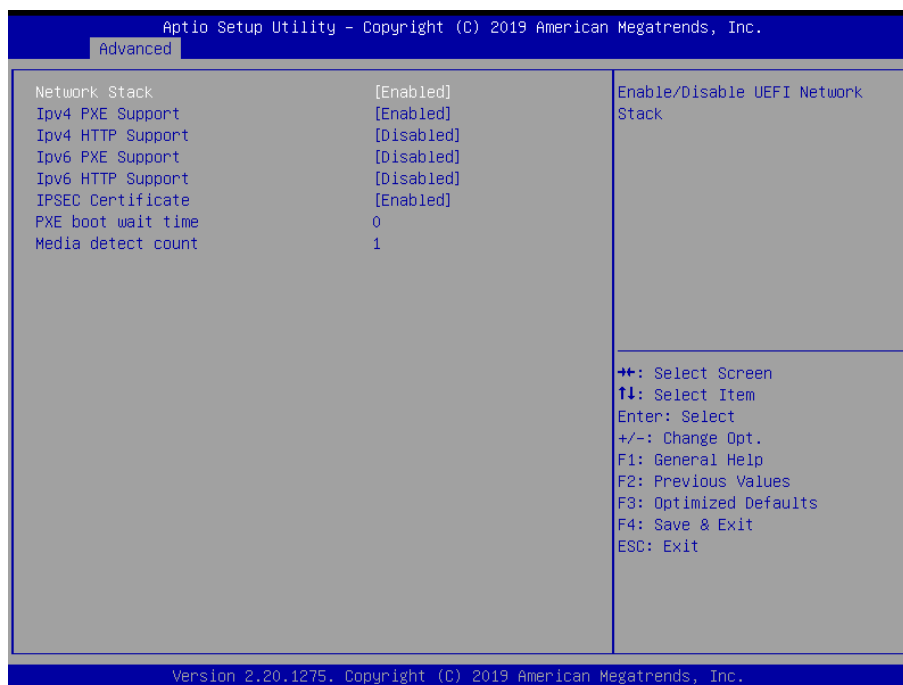 Aptio Setup Utility – Copyright (C) 2019 American Megatrends, Inc.
Advanced
Network Stack [Enabled]
Ipv4 PXE Support [Enabled]
Ipv4 HTTP Support [Disabled]
Ipv6 PXE Support [Disabled]
Ipv6 HTTP Support [Disabled]
IPSEC Certificate [Enabled]
PXE boot wait time 0
Media detect count 1
Enable/Disable UEFI Network
Stack
→←: Select Screen
↑↓: Select Item
Enter: Select
+/-: Change Opt.
F1: General Help
F2: Previous Values
F3: Optimized Defaults
F4: Save & Exit
ESC: Exit
Version 2.20.1275. Copyright (C) 2019 American Megatrends, Inc.